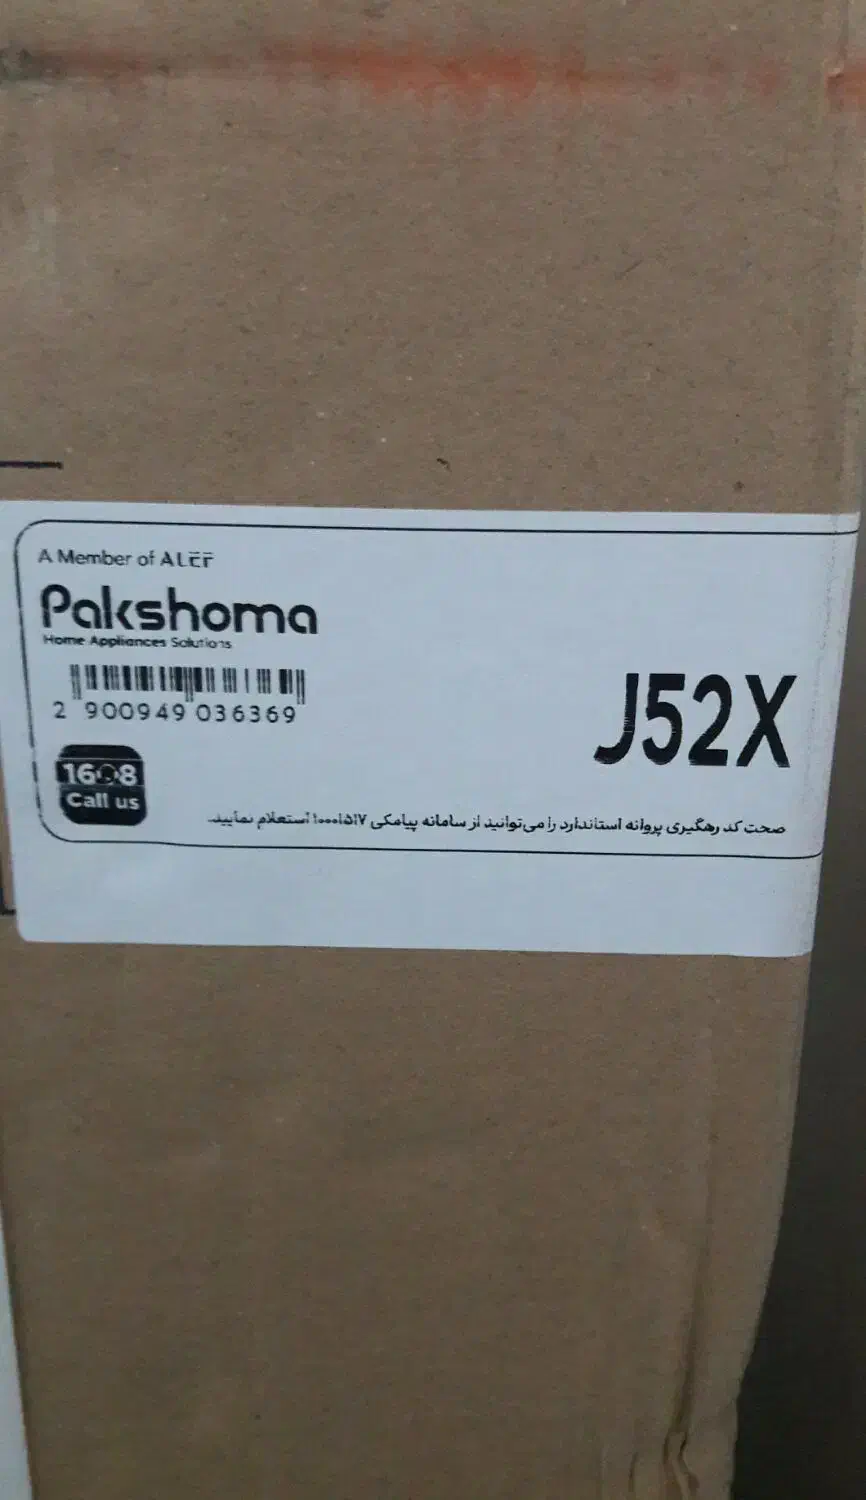 A Member of ALEF
Pakshoma
Home Appliances Solutions
2 900949 036369
J52X
1608
Call us
صحت کد رهگیری پروانه استاندارد را می‌توانید از سامانه پیامکی ۱۰۰۰۱۵۱۷ استعلام نمایید.